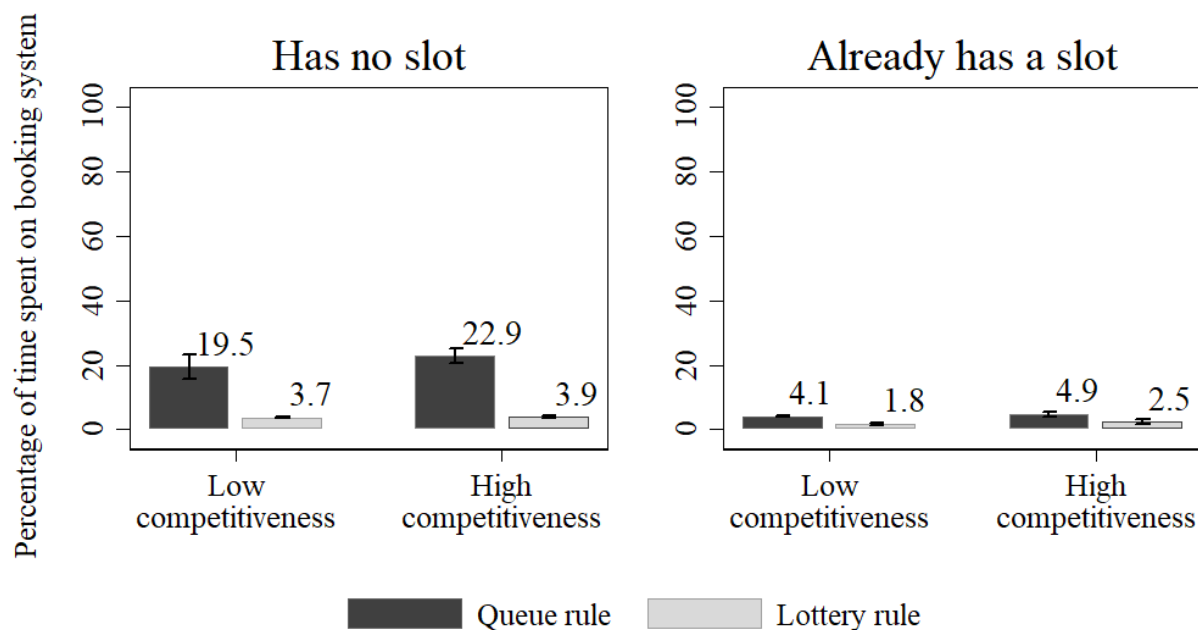 Percentage of time spent on booking system
Has no slot
100
80
60
40
20
0
19.5
3.7
22.9
3.9
Low
competitiveness
High
competitiveness
Already has a slot
100
80
60
40
20
0
4.1
1.8
4.9
2.5
Low
competitiveness
High
competitiveness
Queue rule
Lottery rule